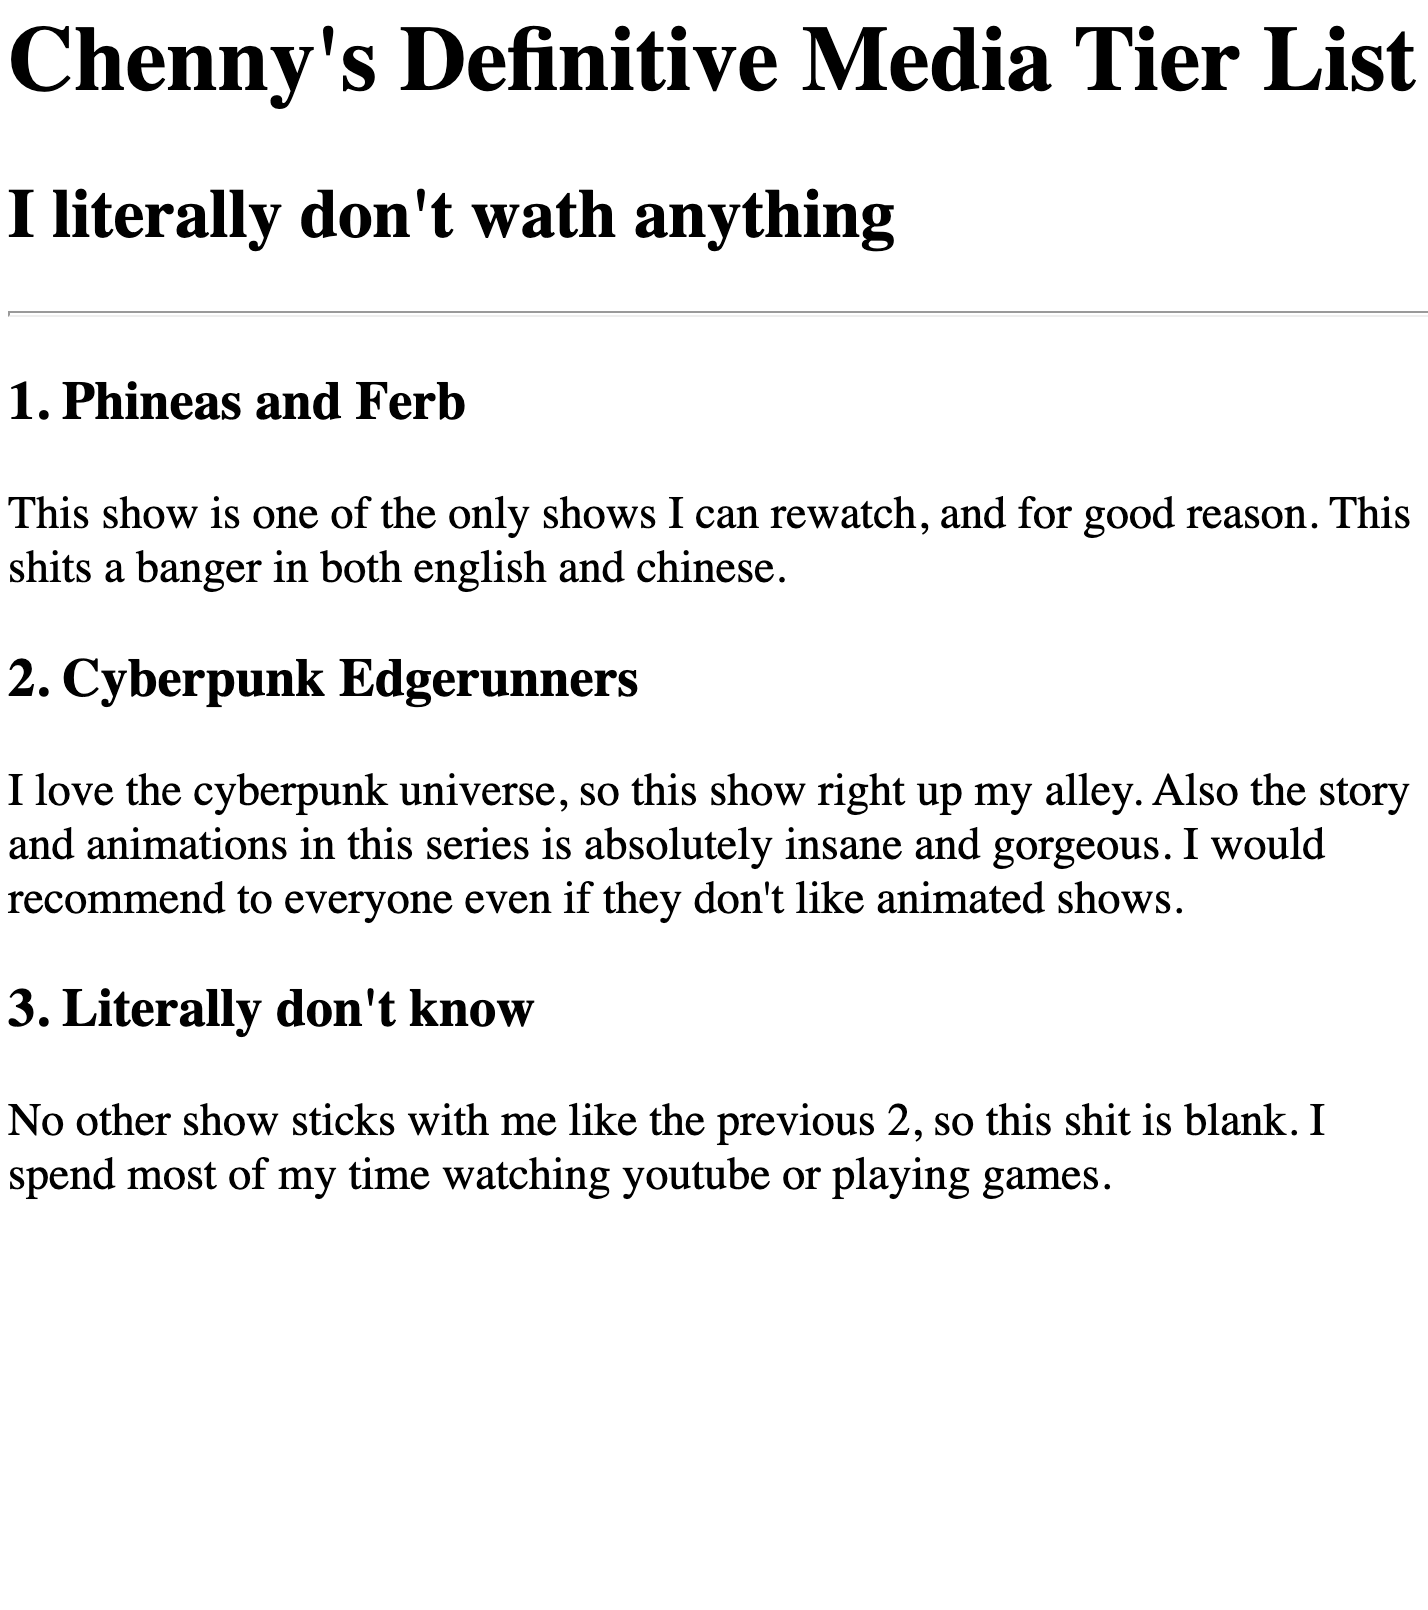 Chenny's Definitive Media Tier List
I literally don't wath anything
1. Phineas and Ferb
This show is one of the only shows I can rewatch, and for good reason. This
shits a banger in both english and chinese.
2. Cyberpunk Edgerunners
I love the cyberpunk universe, so this show right up my alley. Also the story
and animations in this series is absolutely insane and gorgeous. I would
recommend to everyone even if they don't like animated shows.
3. Literally don't know
No other show sticks with me like the previous 2, so this shit is blank. I
spend most of my time watching youtube or playing games.